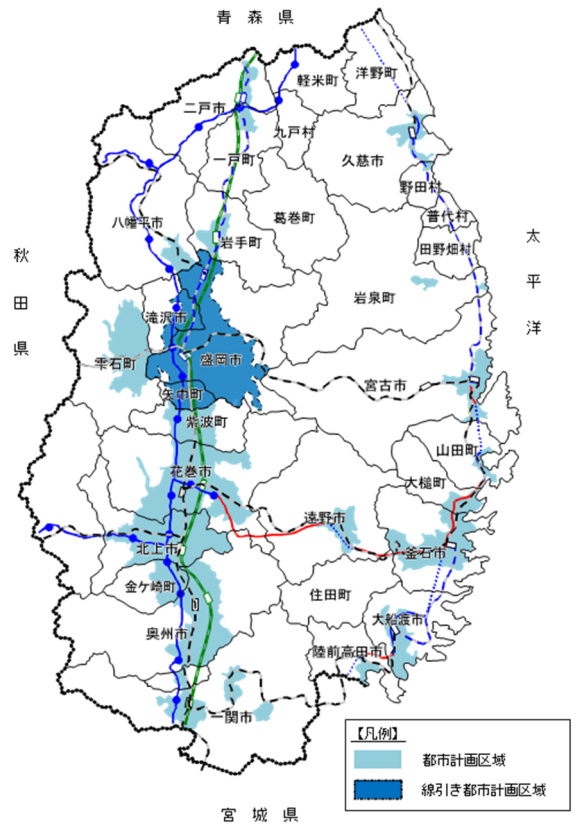 青森県
洋野町
軽米町
二戸市
九戸村
一戸町
久慈市
野田村
葛巻町
普代村
八幡平市
岩手町
田野畑村
太平洋
秋田県
岩泉町
滝沢市
雫石町
盛岡市
宮古市
矢巾町
紫波町
山田町
花巻市
大槌町
遠野市
北上市
釜石市
金ケ崎町
住田町
奥州市
大船渡市
陸前高田市
一関市
【凡例】
都市計画区域
線引き都市計画区域
宮城県